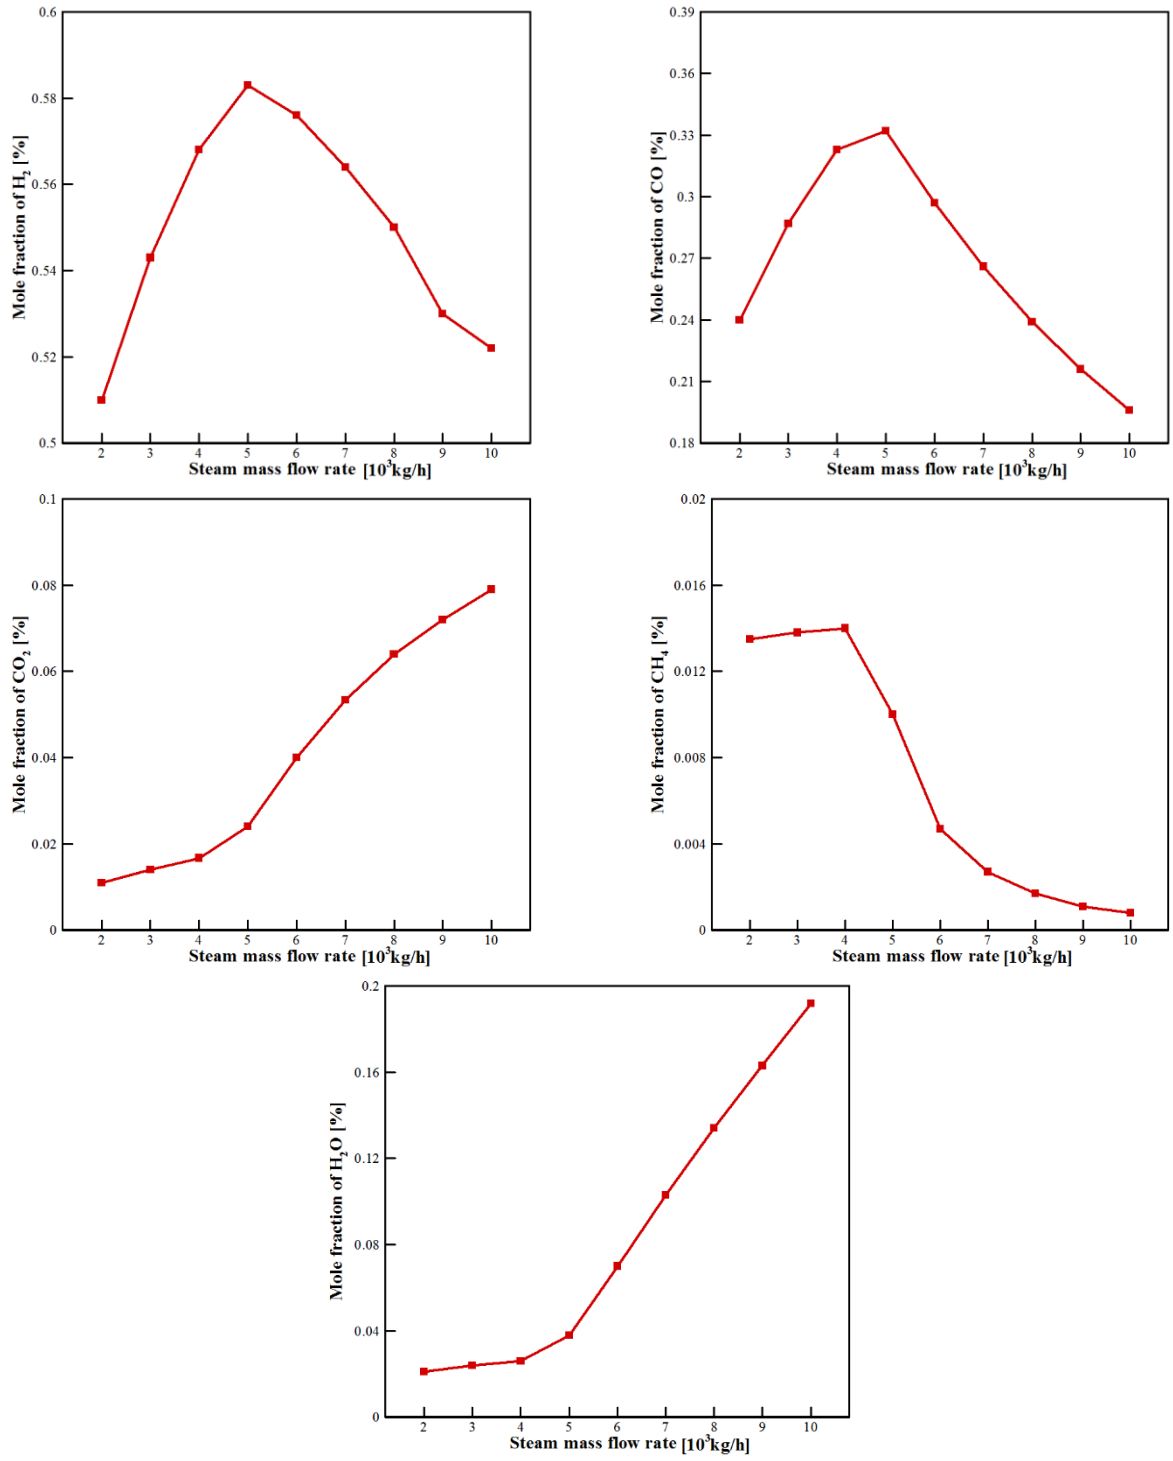 0.6
0.58
0.56
0.54
0.52
0.5
Mole fraction of H₂ [%]
2 3 4 5 6 7 8 9 10
Steam mass flow rate [10³kg/h]
0.39
0.36
0.33
0.3
0.27
0.24
0.21
0.18
Mole fraction of CO [%]
2 3 4 5 6 7 8 9 10
Steam mass flow rate [10³kg/h]
0.1
0.08
0.06
0.04
0.02
0
Mole fraction of CO₂ [%]
2 3 4 5 6 7 8 9 10
Steam mass flow rate [10³kg/h]
0.02
0.016
0.012
0.008
0.004
0
Mole fraction of CH₄ [%]
2 3 4 5 6 7 8 9 10
Steam mass flow rate [10³kg/h]
0.2
0.16
0.12
0.08
0.04
0
Mole fraction of H₂O [%]
2 3 4 5 6 7 8 9 10
Steam mass flow rate [10³kg/h]